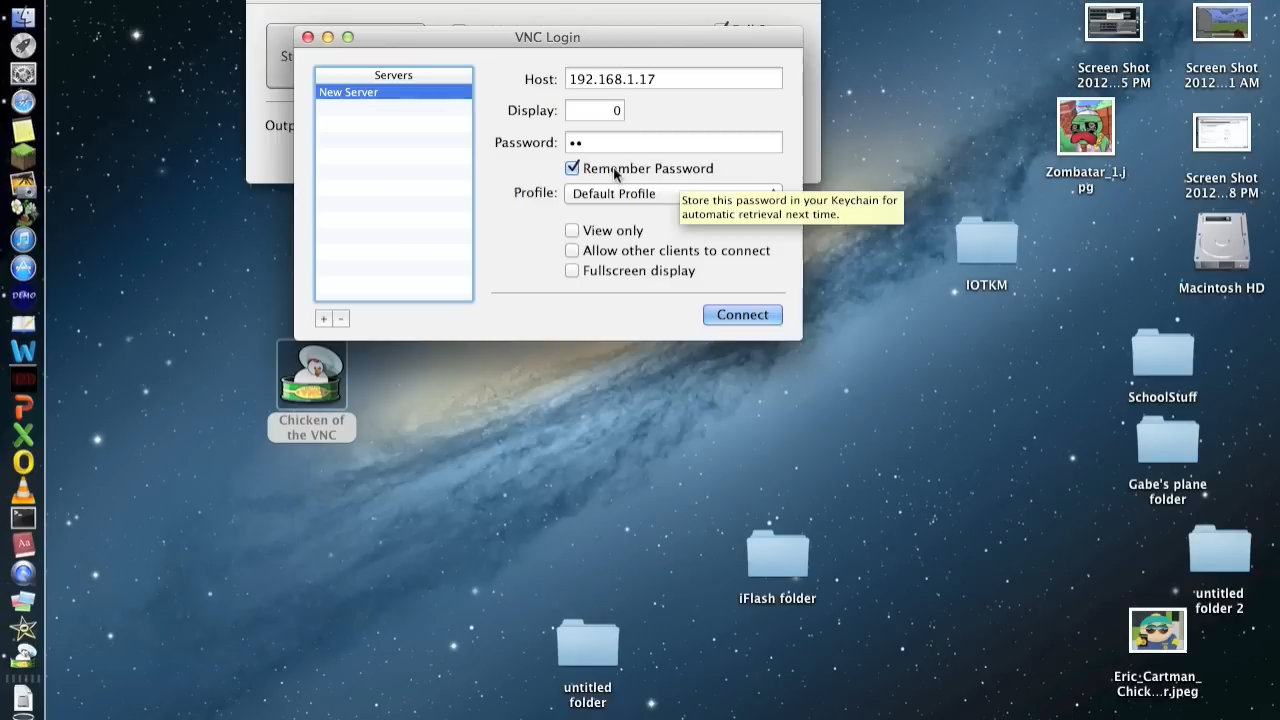 VNC Login
St
Outp
Servers
New Server
+ -
Host: 192.168.1.17
Display: 0
Password: ••
Remember Password
Profile: Default Profile
Store this password in your Keychain for
automatic retrieval next time.
View only
Allow other clients to connect
Fullscreen display
Connect
Chicken of
the VNC
Screen Shot
2012...5 PM
Screen Shot
2012...1 AM
Zombatar_1.j
pg
Screen Shot
2012...8 PM
IOTKM
Macintosh HD
SchoolStuff
Gabe's plane
folder
iFlash folder
untitled
folder 2
untitled
folder
Eric_Cartman_
Chick...r.jpeg
DEMO
Aa